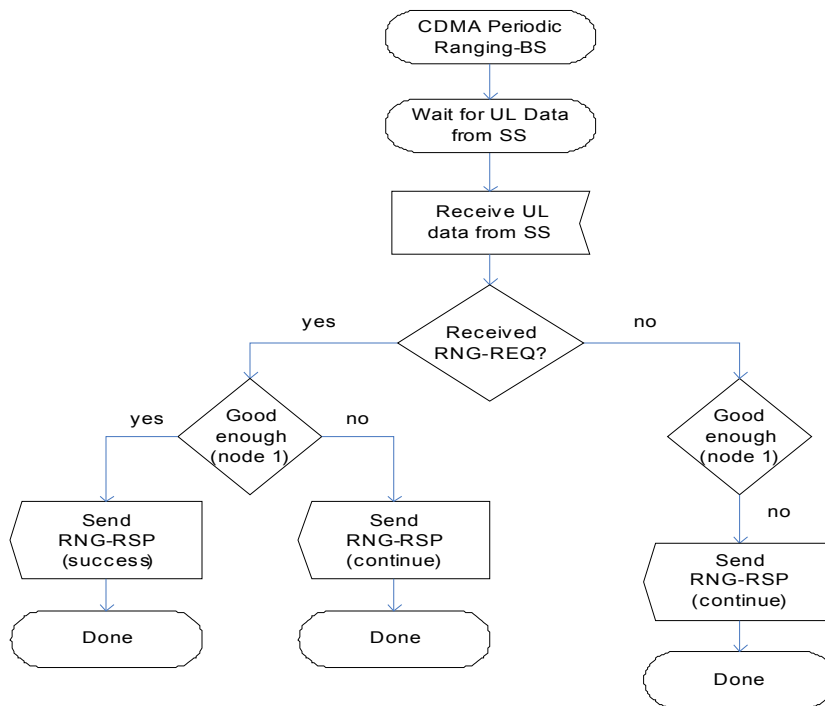 CDMA Periodic
Ranging-BS
Wait for UL Data
from SS
Receive UL
data from SS
yes
no
Received
RNG-REQ?
yes
Good
enough
(node 1)
no
Good
enough
(node 1)
Send
RNG-RSP
(success)
Send
RNG-RSP
(continue)
no
Send
RNG-RSP
(continue)
Done
Done
Done